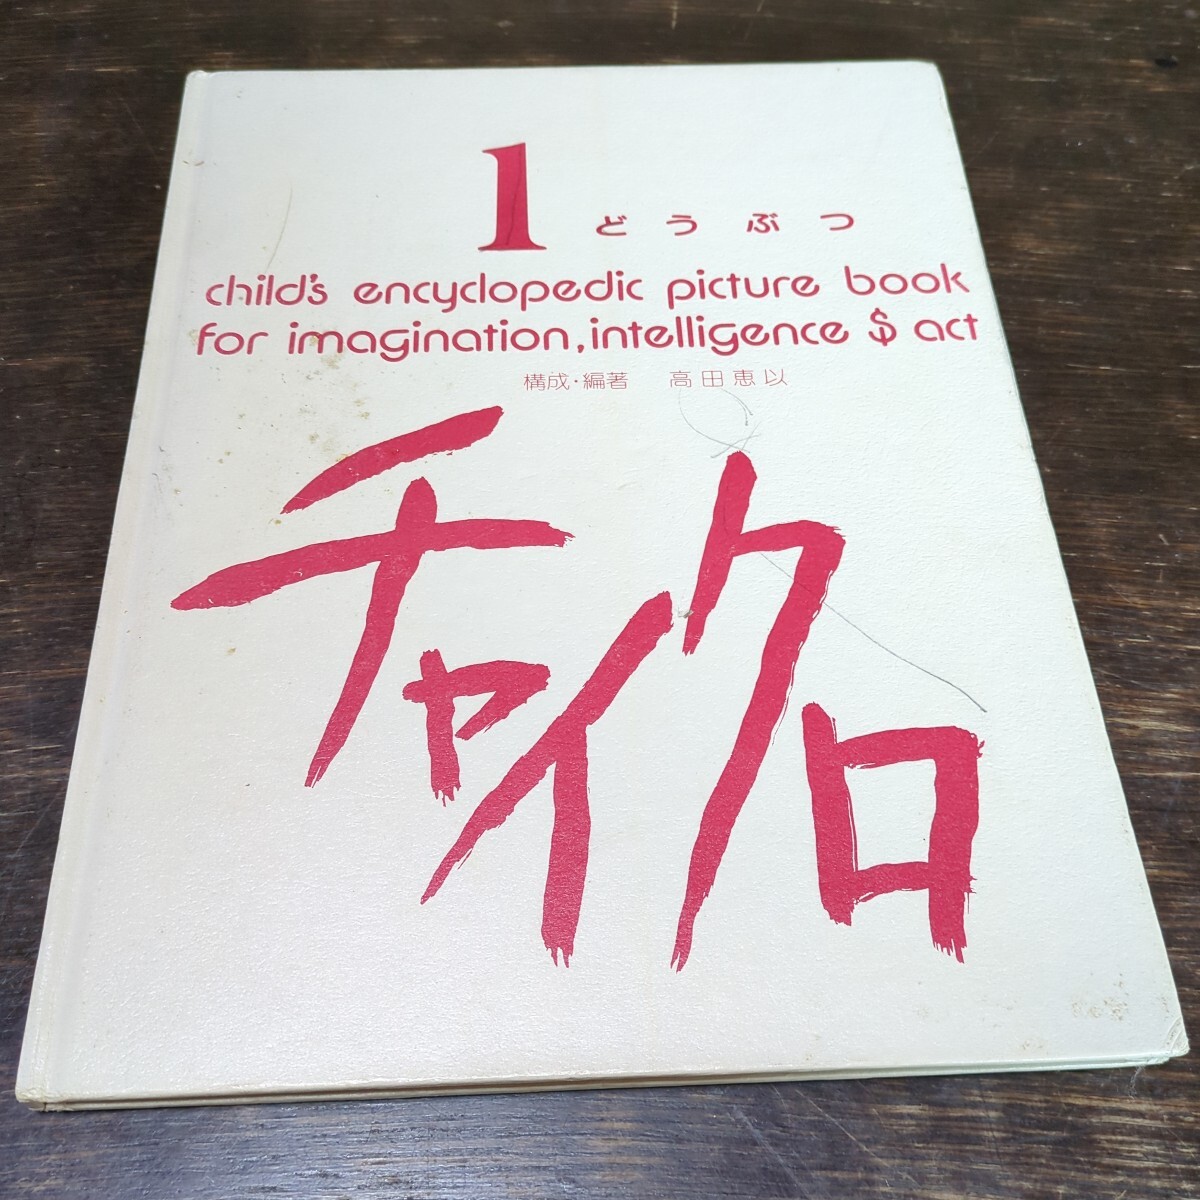 1 どうぶつ
child's encyclopedic picture book
for imagination, intelligence $ act
構成・編著 高田恵以
チャイクロ